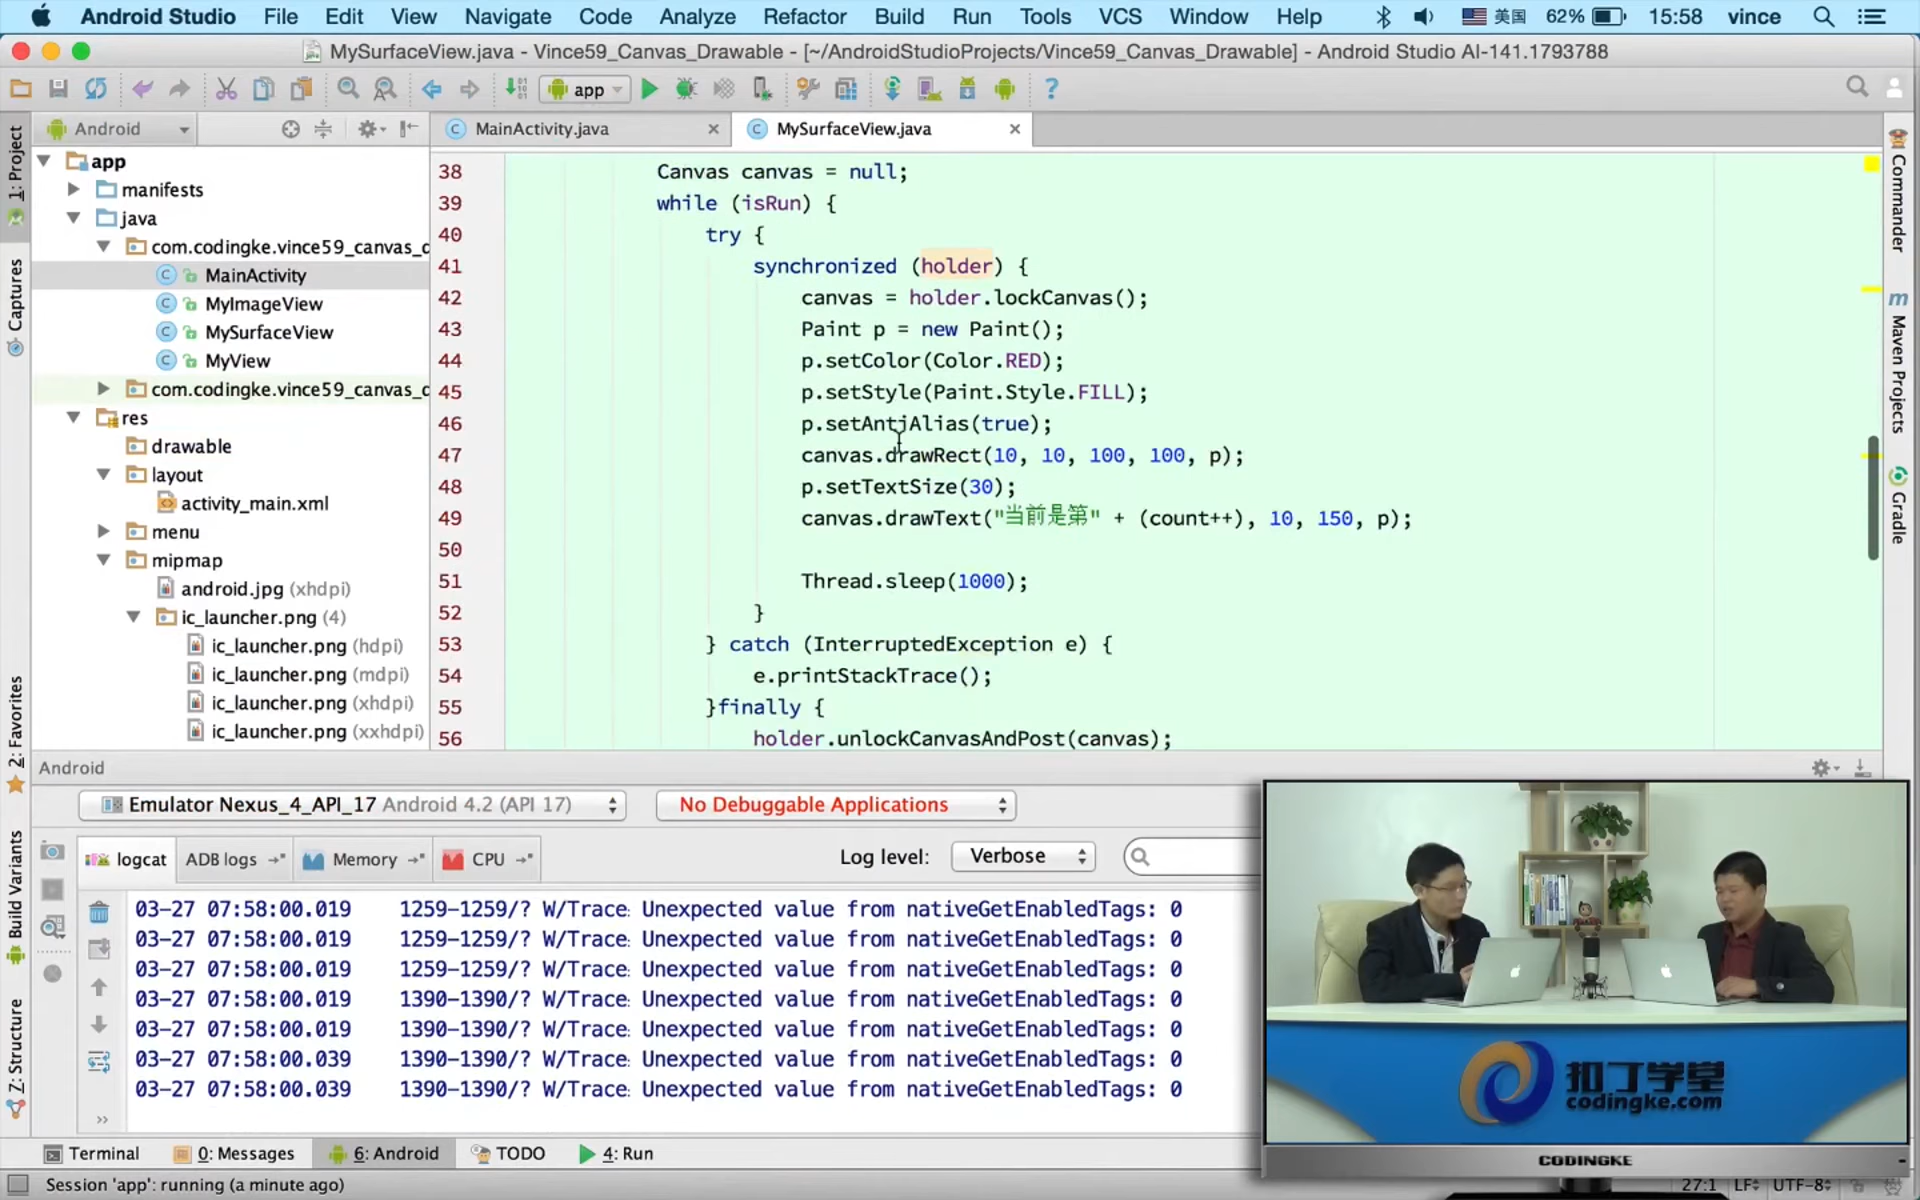 Android Studio File Edit View Navigate Code Analyze Refactor Build Run Tools VCS Window Help 美国 62% 15:58 vince
MySurfaceView.java - Vince59_Canvas_Drawable - [~/AndroidStudioProjects/Vince59_Canvas_Drawable] - Android Studio AI-141.1793788
app
Android
MainActivity.java
MySurfaceView.java
1: Project
Captures
2: Favorites
Build Variants
Z: Structure
app
manifests
java
com.codingke.vince59_canvas_d
MainActivity
MyImageView
MySurfaceView
MyView
com.codingke.vince59_canvas_d
res
drawable
layout
activity_main.xml
menu
mipmap
android.jpg (xhdpi)
ic_launcher.png (4)
ic_launcher.png (hdpi)
ic_launcher.png (mdpi)
ic_launcher.png (xhdpi)
ic_launcher.png (xxhdpi)
38 Canvas canvas = null;
39 while (isRun) {
40 try {
41 synchronized (holder) {
42 canvas = holder.lockCanvas();
43 Paint p = new Paint();
44 p.setColor(Color.RED);
45 p.setStyle(Paint.Style.FILL);
46 p.setAntiAlias(true);
47 canvas.drawRect(10, 10, 100, 100, p);
48 p.setTextSize(30);
49 canvas.drawText("当前是第" + (count++), 10, 150, p);
50
51 Thread.sleep(1000);
52 }
53 } catch (InterruptedException e) {
54 e.printStackTrace();
55 }finally {
56 holder.unlockCanvasAndPost(canvas);
Commander
m Maven Projects
Gradle
Android
Emulator Nexus_4_API_17 Android 4.2 (API 17)
No Debuggable Applications
logcat
ADB logs
Memory
CPU
Log level: Verbose
03-27 07:58:00.019 1259-1259/? W/Trace: Unexpected value from nativeGetEnabledTags: 0
03-27 07:58:00.019 1259-1259/? W/Trace: Unexpected value from nativeGetEnabledTags: 0
03-27 07:58:00.019 1259-1259/? W/Trace: Unexpected value from nativeGetEnabledTags: 0
03-27 07:58:00.019 1390-1390/? W/Trace: Unexpected value from nativeGetEnabledTags: 0
03-27 07:58:00.019 1390-1390/? W/Trace: Unexpected value from nativeGetEnabledTags: 0
03-27 07:58:00.039 1390-1390/? W/Trace: Unexpected value from nativeGetEnabledTags: 0
03-27 07:58:00.039 1390-1390/? W/Trace: Unexpected value from nativeGetEnabledTags: 0
扣丁学堂
codingke.com
CODINGKE
Terminal
0: Messages
6: Android
TODO
4: Run
Session 'app': running (a minute ago)
27:1 LF UTF-8